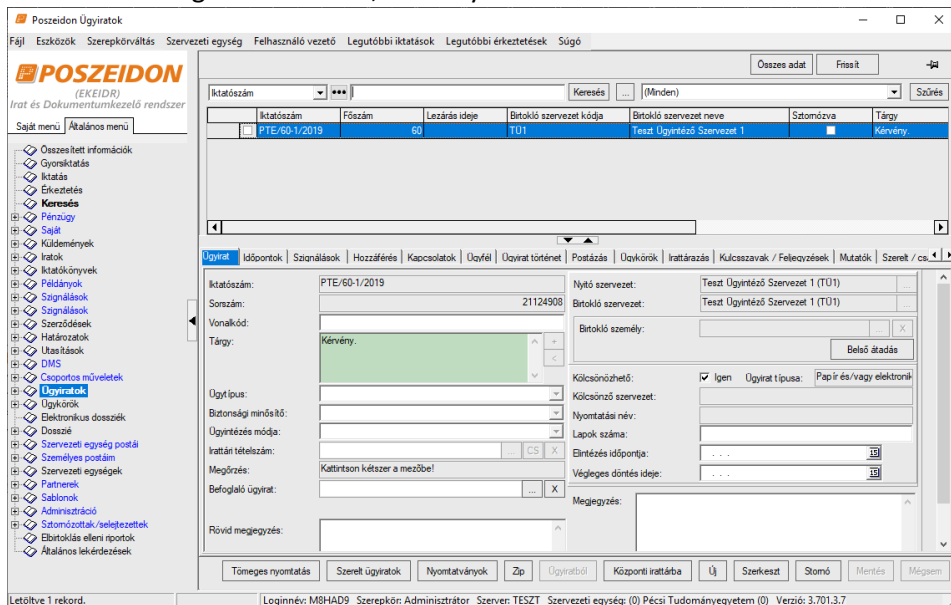 Poszeidon Ügyiratok
Fájl Eszközök Szerepkörváltás Szervezeti egység Felhasználó vezető Legutóbbi iktatások Legutóbbi érkeztetések Súgó
POSZEIDON
(EKEIDR)
Irat és Dokumentumkezelő rendszer
Saját menü Általános menü
Összesített információk
Gyorsiktatás
Iktatás
Érkeztetés
Keresés
Pénzügy
Saját
Küldemények
Iratok
Iktatókönyvek
Példányok
Szignálások
Szignálások
Szerződések
Határozatok
Utasítások
DMS
Csoportos műveletek
Ügyiratok
Ügykörök
Elektronikus dossziék
Dosszié
Szervezeti egység postái
Személyes postáim
Szervezeti egységek
Partnerek
Sablonok
Adminisztráció
Sztornózottak/selejtezettek
Elbirtoklás elleni riportok
Általános lekérdezések
Összes adat Frissít
Iktatószám Keresés ... (Minden) Szűrés
Iktatószám Főszám Lezárás ideje Birtokló szervezet kódja Birtokló szervezet neve Sztornózva Tárgy
PTE/60-1/2019 60 TÜ1 Teszt Ügyintéző Szervezet 1 Kérvény.
Ügyirat Időpontok Szignálások Hozzáférés Kapcsolatok Ügyfél Ügyirat történet Postázás Ügykörök Irattározás Kulcsszavak / Feljegyzések Mutatók Szerelt / cs
Iktatószám: PTE/60-1/2019
Sorszám: 21124908
Vonalkód:
Tárgy: Kérvény. +
<
Ügytípus:
Biztonsági minősítő:
Ügyintézés módja:
Irattári tételszám: ... CS X
Megőrzés: Kattintson kétszer a mezőbe!
Befoglaló ügyirat: ... X
Rövid megjegyzés:
Nyitó szervezet: Teszt Ügyintéző Szervezet 1 (TÜ1) ...
Birtokló szervezet: Teszt Ügyintéző Szervezet 1 (TÜ1) ...
Birtokló személy: ... X
Belső átadás
Kölcsönözhető: Igen Ügyirat típusa: Papír és/vagy elektronik
Kölcsönző szervezet:
Nyomtatási név:
Lapok száma:
Elintézés időpontja: . . . 15
Végleges döntés ideje: . . . 15
Megjegyzés:
Tömeges nyomtatás Szerelt ügyiratok Nyomtatványok Zip Ügyiratból Központi irattárba Új Szerkeszt Stornó Mentés Mégsem
Letöltve 1 rekord. Loginnév: M8HAD9 Szerepkör: Adminisztrátor Szerver: TESZT Szervezeti egység: (0) Pécsi Tudományegyetem (0) Verzió: 3.701.3.7